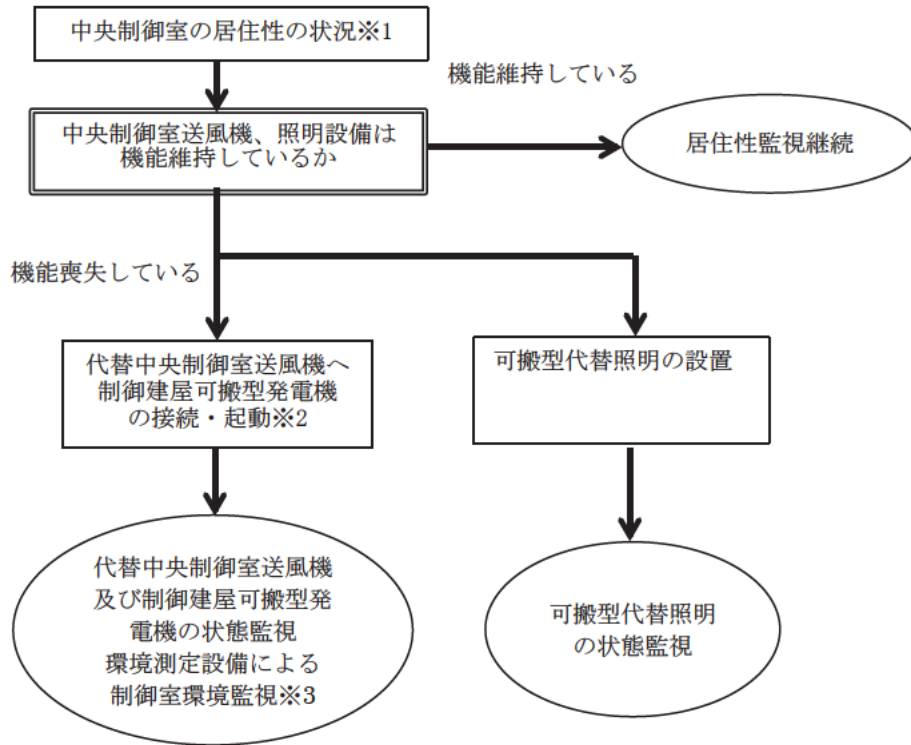 中央制御室の居住性の状況※1
機能維持している
中央制御室送風機、照明設備は
機能維持しているか
居住性監視継続
機能喪失している
代替中央制御室送風機へ
制御建屋可搬型発電機
の接続・起動※2
可搬型代替照明の設置
代替中央制御室送風機
及び制御建屋可搬型発
電機の状態監視
環境測定設備による
制御室環境監視※3
可搬型代替照明
の状態監視